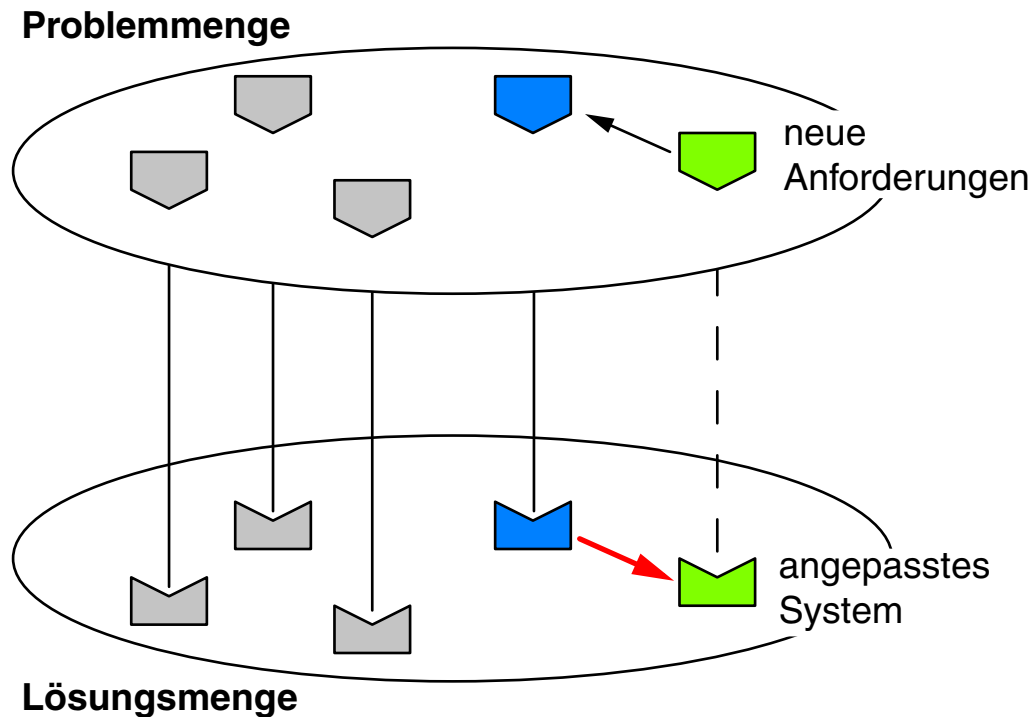 Problemmenge
neue
Anforderungen
angepasstes
System
Lösungsmenge